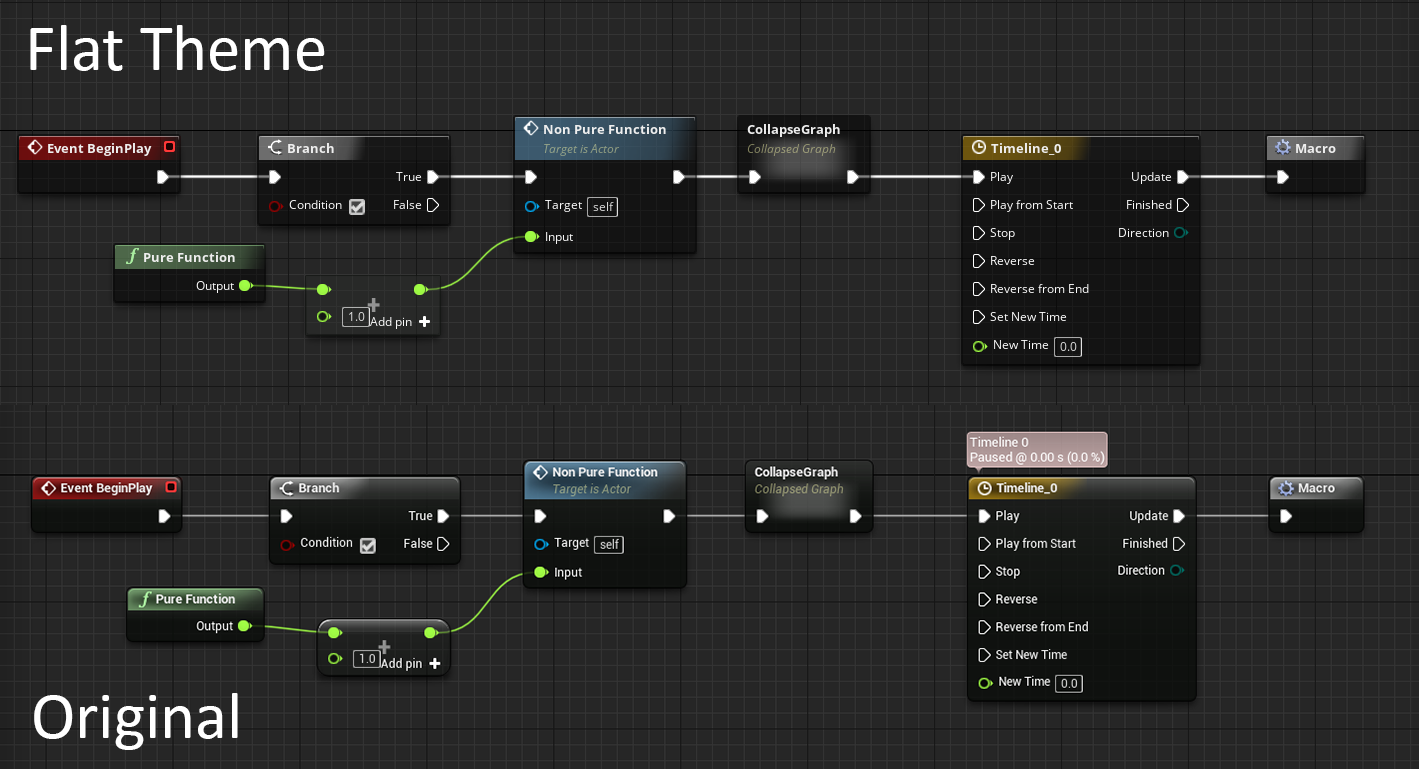 Flat Theme
Event BeginPlay
Branch
True
Condition
False
Pure Function
Output
1.0
Add pin
Non Pure Function
Target is Actor
Target self
Input
CollapseGraph
Collapsed Graph
Timeline_0
Play
Update
Play from Start
Finished
Stop
Direction
Reverse
Reverse from End
Set New Time
New Time 0.0
Macro
Event BeginPlay
Branch
True
Condition
False
Pure Function
Output
1.0
Add pin
Non Pure Function
Target is Actor
Target self
Input
CollapseGraph
Collapsed Graph
Timeline 0
Paused @ 0.00 s (0.0 %)
Timeline_0
Play
Update
Play from Start
Finished
Stop
Direction
Reverse
Reverse from End
Set New Time
New Time 0.0
Macro
Original